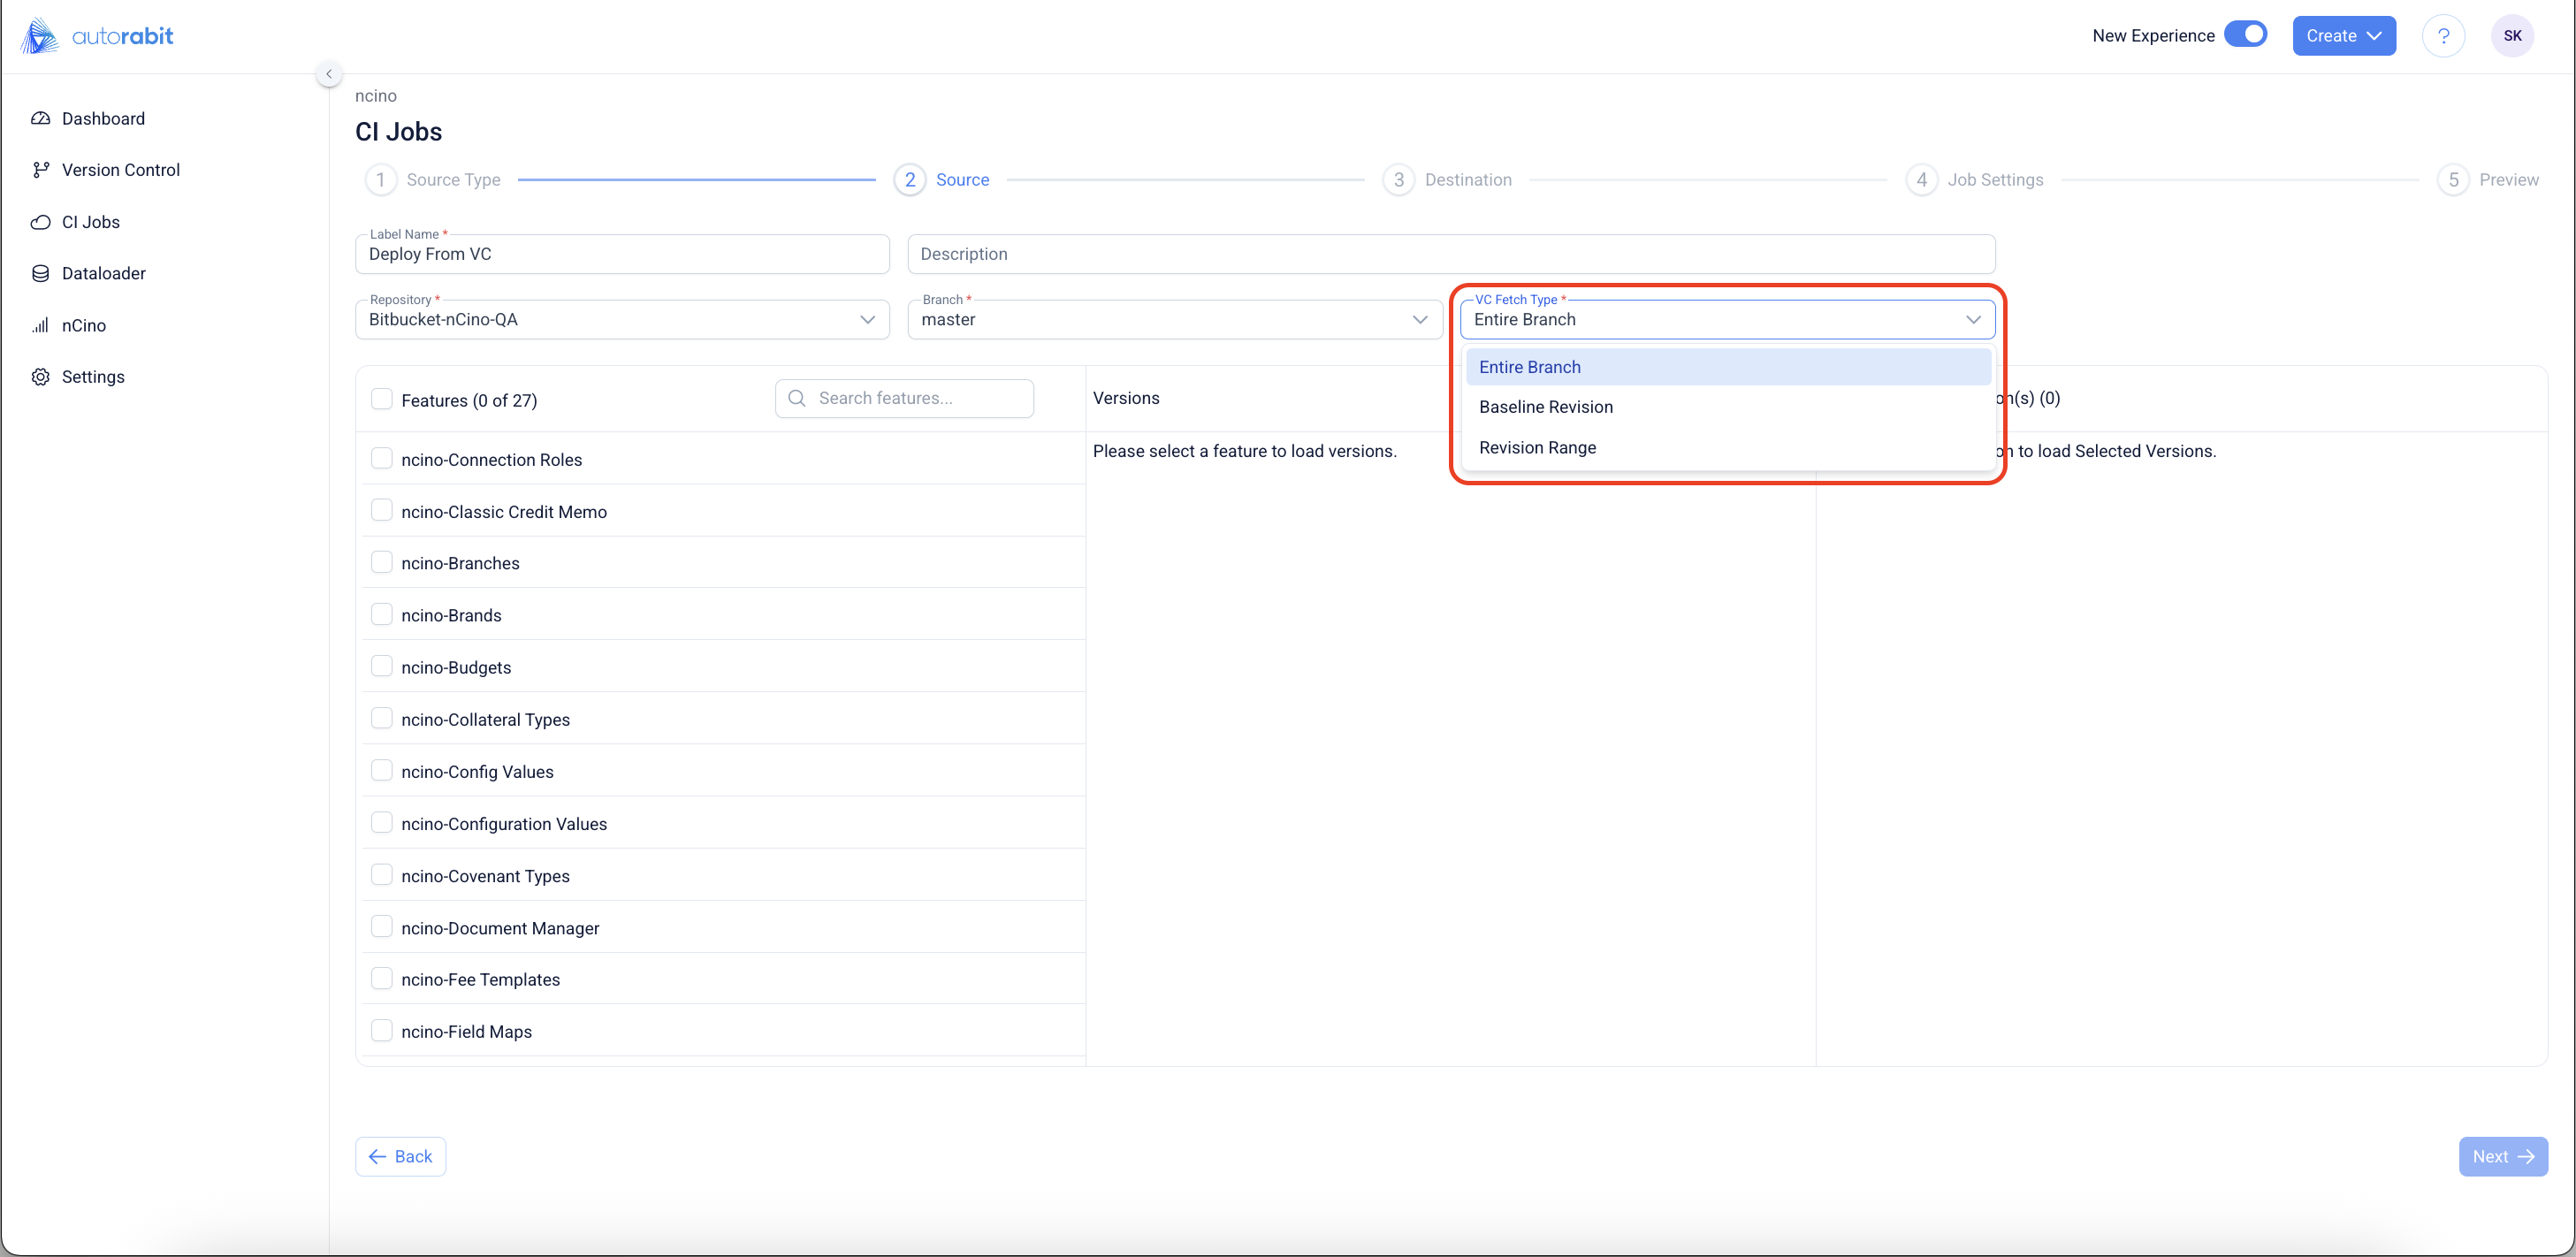 autorabit
New Experience
Create
?
SK
Dashboard
Version Control
CI Jobs
Dataloader
nCino
Settings
ncino
CI Jobs
1 Source Type
2 Source
3 Destination
4 Job Settings
5 Preview
Label Name *
Deploy From VC
Description
Repository *
Bitbucket-nCino-QA
Branch *
master
VC Fetch Type *
Entire Branch
Entire Branch
Baseline Revision
Revision Range
Features (0 of 27)
Search features...
ncino-Connection Roles
ncino-Classic Credit Memo
ncino-Branches
ncino-Brands
ncino-Budgets
ncino-Collateral Types
ncino-Config Values
ncino-Configuration Values
ncino-Covenant Types
ncino-Document Manager
ncino-Fee Templates
ncino-Field Maps
Versions
Please select a feature to load versions.
on(s) (0)
on to load Selected Versions.
Back
Next